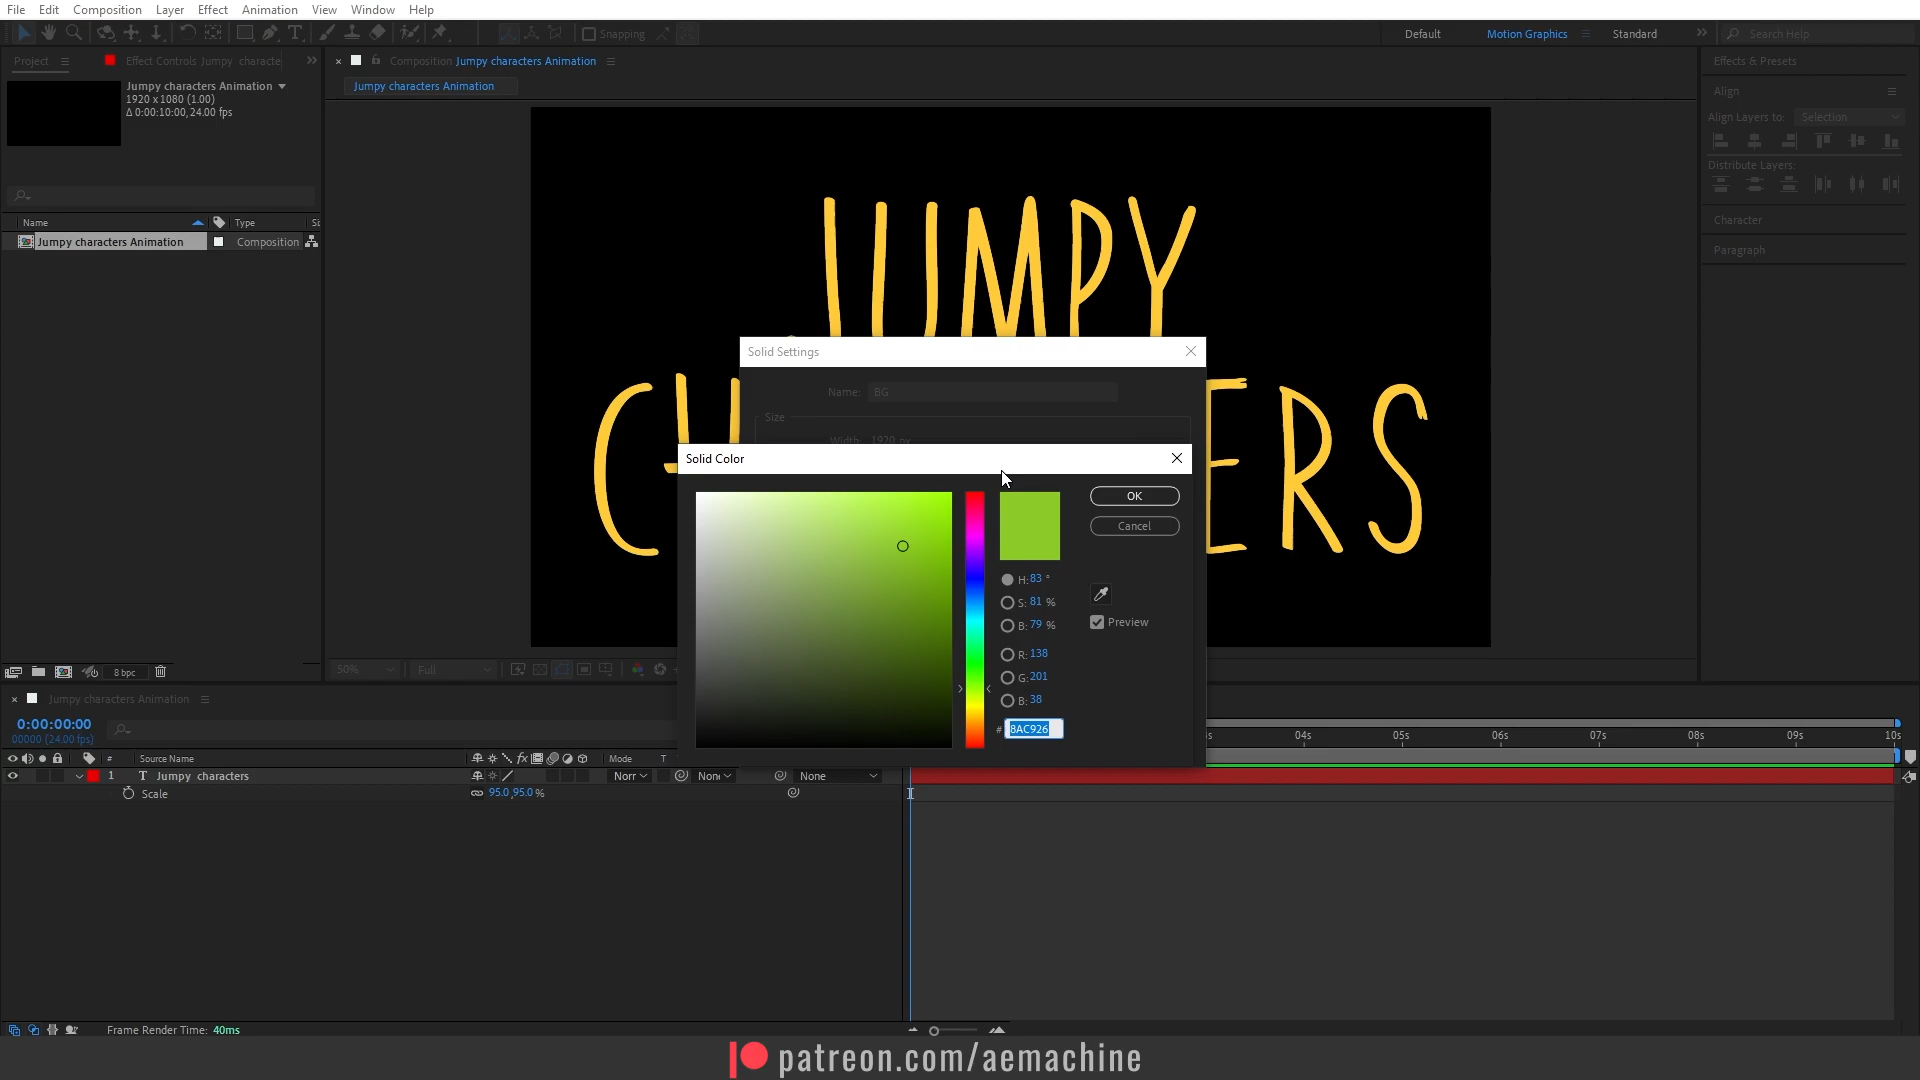 File Edit Composition Layer Effect Animation View Window Help
Snapping
Default Motion Graphics Standard Search Help
Project Effect Controls Jumpy characte
Composition Jumpy characters Animation
Jumpy characters Animation
Jumpy characters Animation
1920 x 1080 (1.00)
Δ 0:00:10:00, 24.00 fps
Effects & Presets
Align
Align Layers to: Selection
Distribute Layers:
Character
Paragraph
Name Type Si
Jumpy characters Animation Composition
JUMPY
CH
ERS
Solid Settings
Name: BG
Size
Width: 1920 px
Solid Color
OK
Cancel
H: 83 °
S: 81 %
B: 79 %
Preview
R: 138
G: 201
B: 38
# 8AC926
8 bpc
50% Full
Jumpy characters Animation
0:00:00:00
00000 (24.00 fps)
04s 05s 06s 07s 08s 09s 10s
# Source Name Mode T
1 T Jumpy characters Norr None None
Scale 95.0,95.0 %
Frame Render Time: 40ms
patreon.com/aemachine